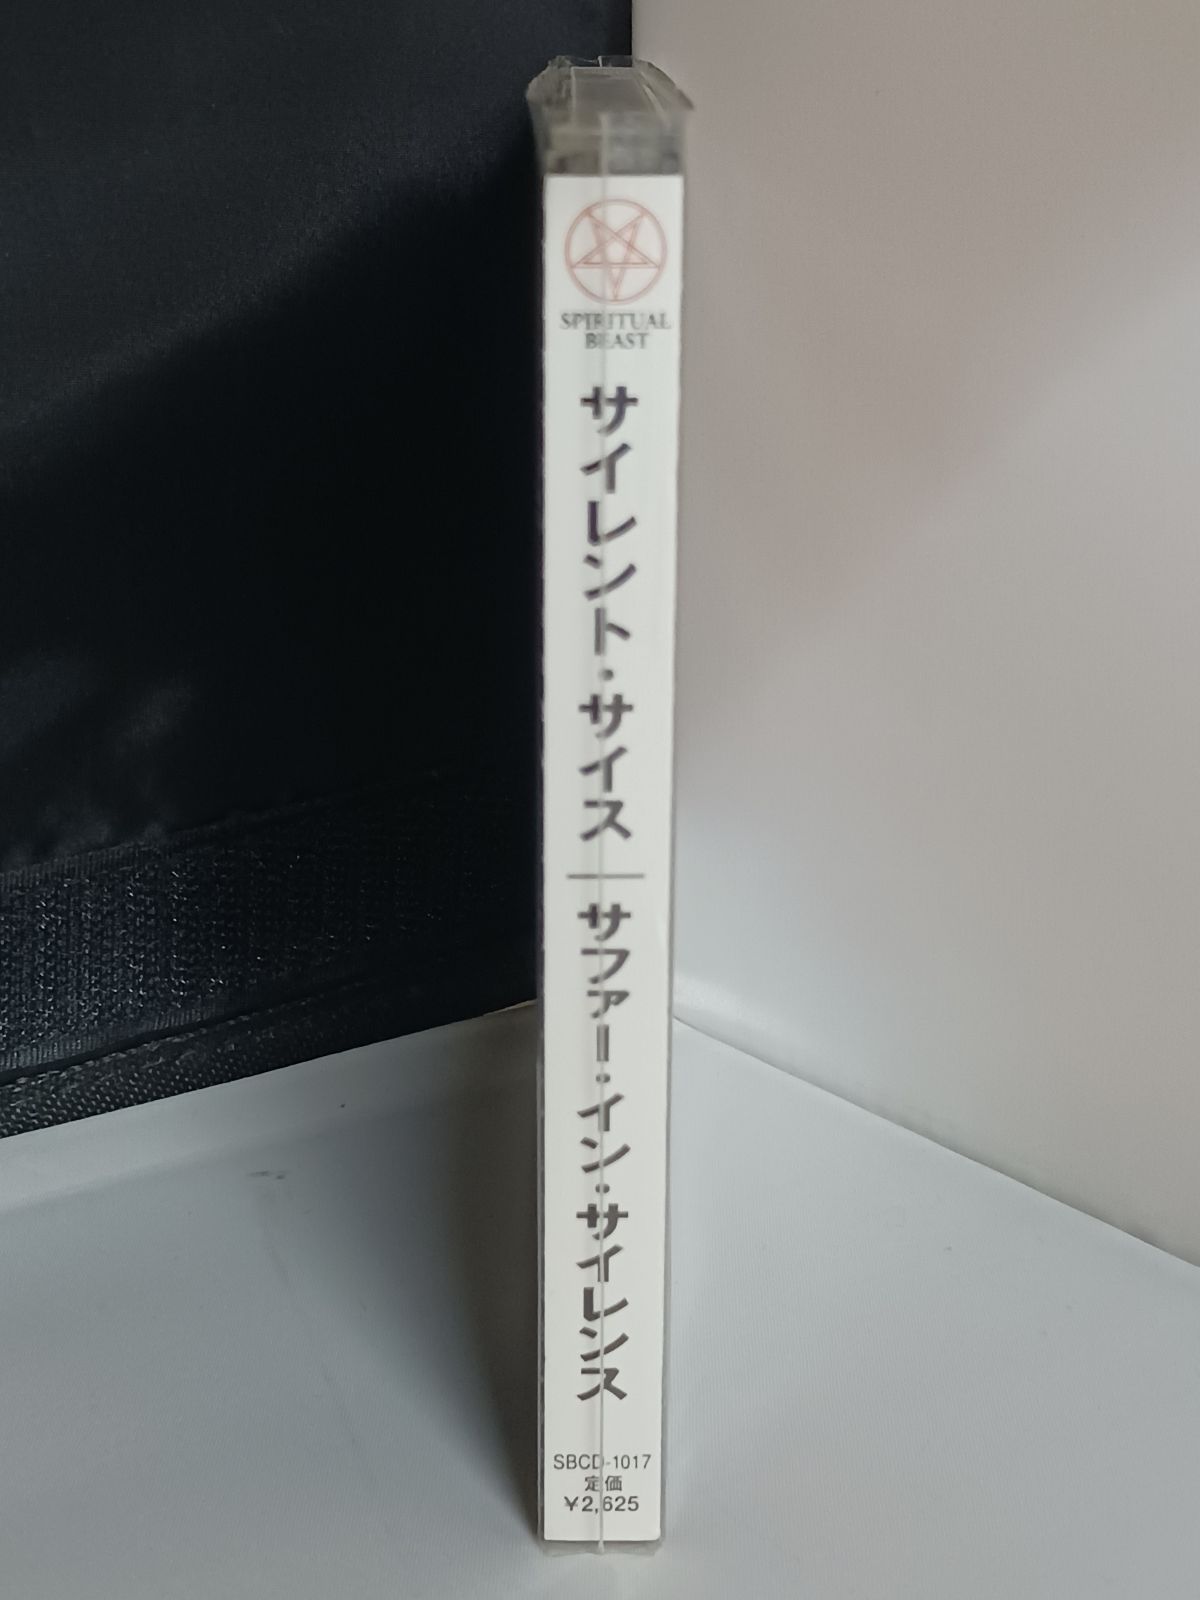 SPIRITUAL
BEAST
サイレント・サイス
サファー・イン・サイレンス
SBCD-1017
定価
￥2,625